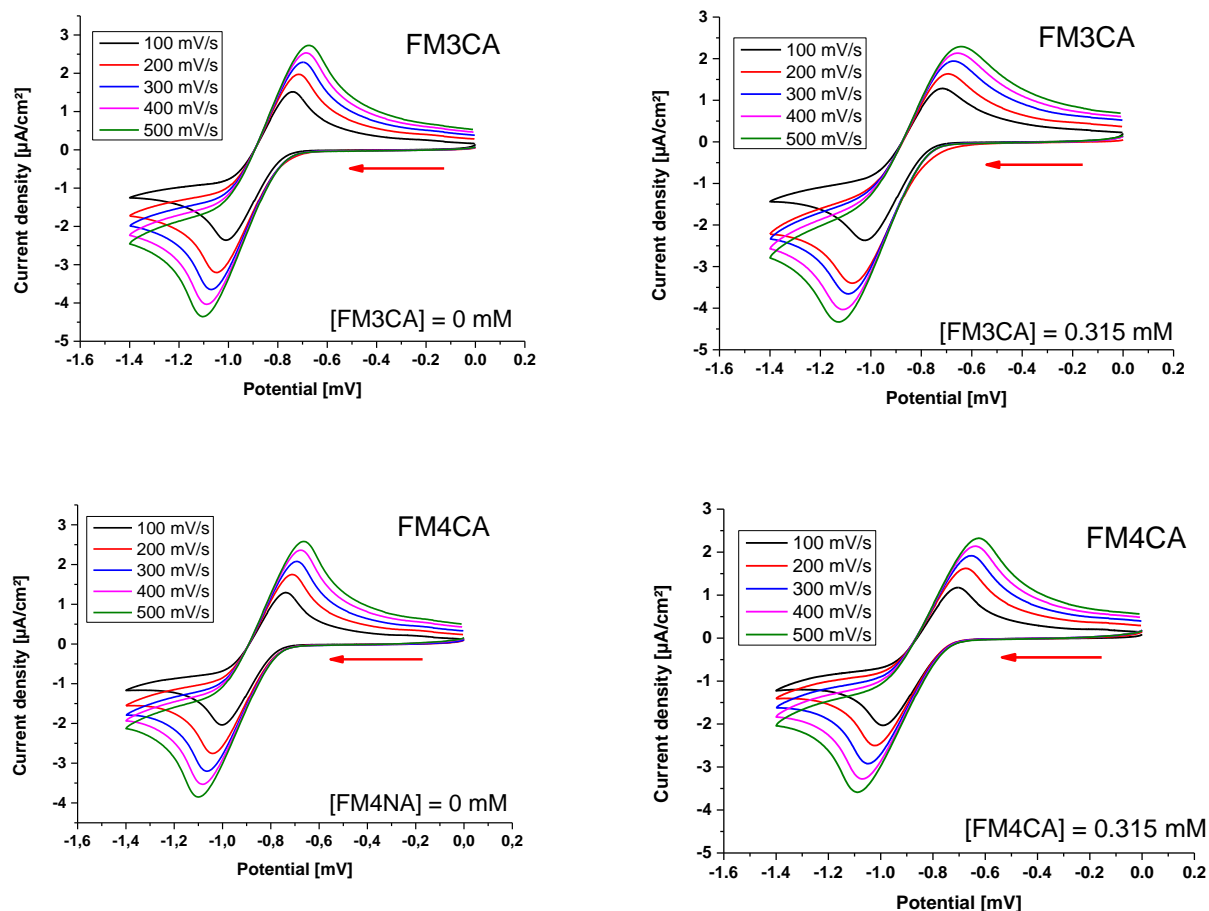 FM3CA
100 mV/s
200 mV/s
300 mV/s
400 mV/s
500 mV/s
3
2
1
0
-1
-2
-3
-4
-5
Current density [µA/cm²]
[FM3CA] = 0 mM
-1.6 -1.4 -1.2 -1.0 -0.8 -0.6 -0.4 -0.2 0.0 0.2
Potential [mV]
FM3CA
100 mV/s
200 mV/s
300 mV/s
400 mV/s
500 mV/s
3
2
1
0
-1
-2
-3
-4
-5
Current density [µA/cm²]
[FM3CA] = 0.315 mM
-1.6 -1.4 -1.2 -1.0 -0.8 -0.6 -0.4 -0.2 0.0 0.2
Potential [mV]
FM4CA
100 mV/s
200 mV/s
300 mV/s
400 mV/s
500 mV/s
3
2
1
0
-1
-2
-3
-4
Current density [µA/cm²]
[FM4NA] = 0 mM
-1,6 -1,4 -1,2 -1,0 -0,8 -0,6 -0,4 -0,2 0,0 0,2
Potential [mV]
FM4CA
100 mV/s
200 mV/s
300 mV/s
400 mV/s
500 mV/s
3
2
1
0
-1
-2
-3
-4
-5
Current density [µA/cm²]
[FM4CA] = 0.315 mM
-1.6 -1.4 -1.2 -1.0 -0.8 -0.6 -0.4 -0.2 0.0 0.2
Potential [mV]